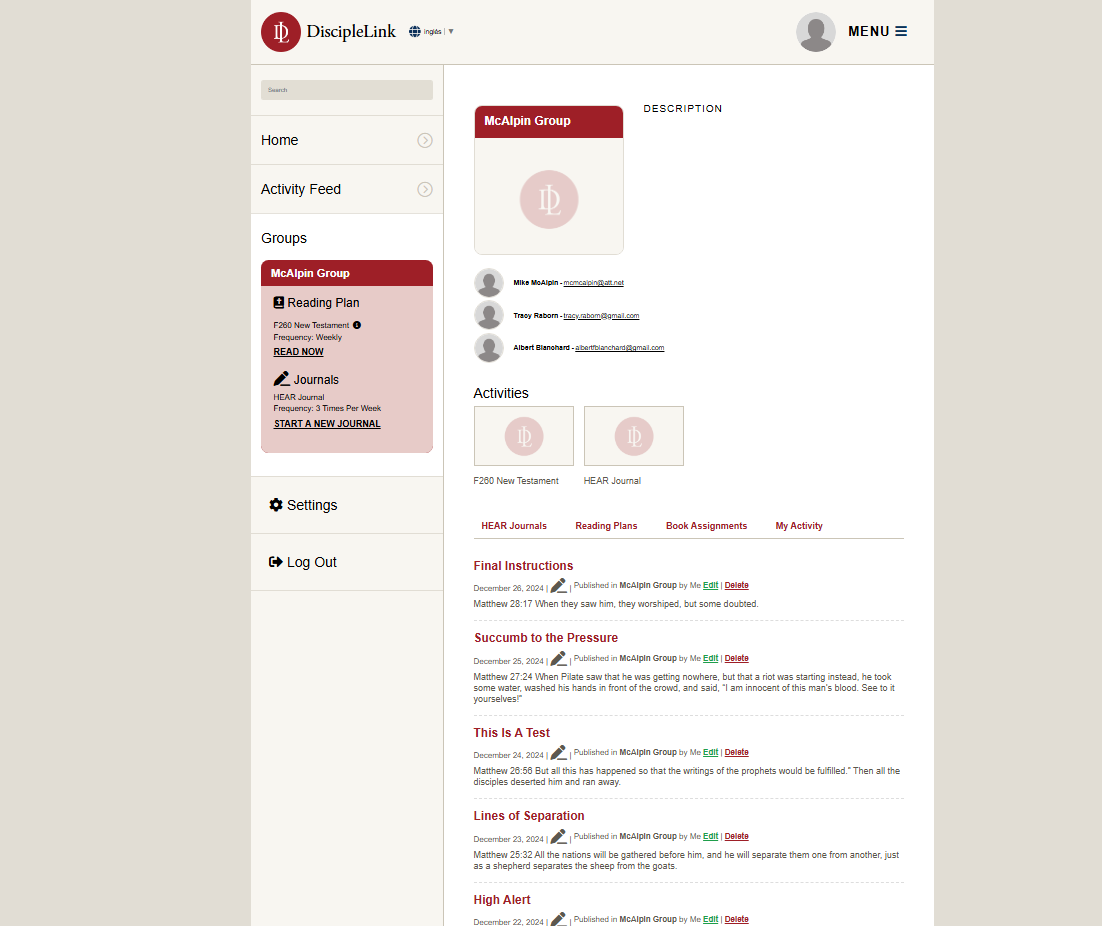 DL DiscipleLink inglés | ▼ MENU
Search
Home
Activity Feed
Groups
McAlpin Group
Reading Plan
F260 New Testament
Frequency: Weekly
READ NOW
Journals
HEAR Journal
Frequency: 3 Times Per Week
START A NEW JOURNAL
Settings
Log Out
McAlpin Group
DL
DESCRIPTION
Mike McAlpin - mcmcalpin@att.net
Tracy Raborn - tracy.raborn@gmail.com
Albert Blanchard - albertfblanchard@gmail.com
Activities
DL DL
F260 New Testament HEAR Journal
HEAR Journals Reading Plans Book Assignments My Activity
Final Instructions
December 26, 2024 | | Published in McAlpin Group by Me Edit | Delete
Matthew 28:17 When they saw him, they worshiped, but some doubted.
Succumb to the Pressure
December 25, 2024 | | Published in McAlpin Group by Me Edit | Delete
Matthew 27:24 When Pilate saw that he was getting nowhere, but that a riot was starting instead, he took
some water, washed his hands in front of the crowd, and said, “I am innocent of this man's blood. See to it
yourselves!”
This Is A Test
December 24, 2024 | | Published in McAlpin Group by Me Edit | Delete
Matthew 26:56 But all this has happened so that the writings of the prophets would be fulfilled.” Then all the
disciples deserted him and ran away.
Lines of Separation
December 23, 2024 | | Published in McAlpin Group by Me Edit | Delete
Matthew 25:32 All the nations will be gathered before him, and he will separate them one from another, just
as a shepherd separates the sheep from the goats.
High Alert
December 22, 2024 | | Published in McAlpin Group by Me Edit | Delete